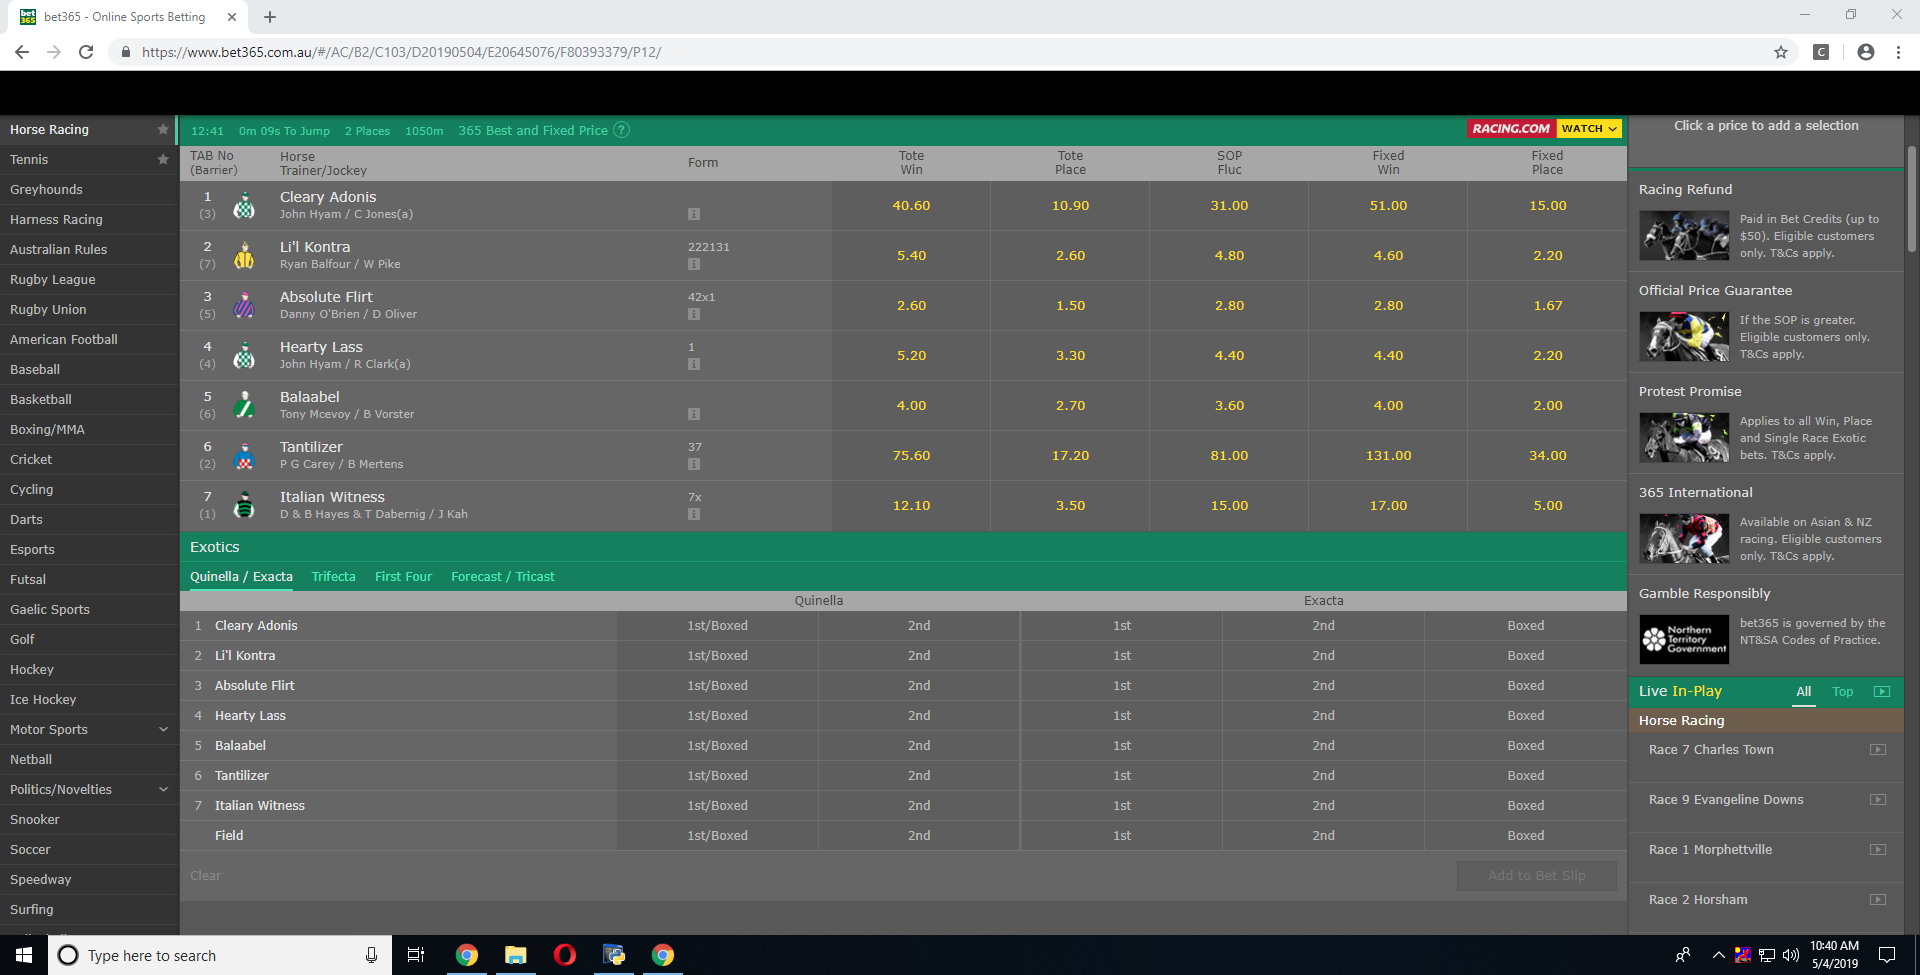 bet365 - Online Sports Betting
https://www.bet365.com.au/#/AC/B2/C103/D20190504/E20645076/F80393379/P12/
Horse Racing
Tennis
Greyhounds
Harness Racing
Australian Rules
Rugby League
Rugby Union
American Football
Baseball
Basketball
Boxing/MMA
Cricket
Cycling
Darts
Esports
Futsal
Gaelic Sports
Golf
Hockey
Ice Hockey
Motor Sports
Netball
Politics/Novelties
Snooker
Soccer
Speedway
Surfing
12:41 0m 09s To Jump 2 Places 1050m 365 Best and Fixed Price ? RACING.COM WATCH
TAB No Horse Form Tote Tote SOP Fixed Fixed
(Barrier) Trainer/Jockey Win Place Fluc Win Place
1 Cleary Adonis 40.60 10.90 31.00 51.00 15.00
(3) John Hyam / C Jones(a) i
2 Li'l Kontra 222131 5.40 2.60 4.80 4.60 2.20
(7) Ryan Balfour / W Pike i
3 Absolute Flirt 42x1 2.60 1.50 2.80 2.80 1.67
(5) Danny O'Brien / D Oliver i
4 Hearty Lass 1 5.20 3.30 4.40 4.40 2.20
(4) John Hyam / R Clark(a) i
5 Balaabel 4.00 2.70 3.60 4.00 2.00
(6) Tony Mcevoy / B Vorster i
6 Tantilizer 37 75.60 17.20 81.00 131.00 34.00
(2) P G Carey / B Mertens i
7 Italian Witness 7x 12.10 3.50 15.00 17.00 5.00
(1) D & B Hayes & T Dabernig / J Kah i
Exotics
Quinella / Exacta Trifecta First Four Forecast / Tricast
Quinella Exacta
1 Cleary Adonis 1st/Boxed 2nd 1st 2nd Boxed
2 Li'l Kontra 1st/Boxed 2nd 1st 2nd Boxed
3 Absolute Flirt 1st/Boxed 2nd 1st 2nd Boxed
4 Hearty Lass 1st/Boxed 2nd 1st 2nd Boxed
5 Balaabel 1st/Boxed 2nd 1st 2nd Boxed
6 Tantilizer 1st/Boxed 2nd 1st 2nd Boxed
7 Italian Witness 1st/Boxed 2nd 1st 2nd Boxed
Field 1st/Boxed 2nd 1st 2nd Boxed
Clear Add to Bet Slip
Click a price to add a selection
Racing Refund
Paid in Bet Credits (up to
$50). Eligible customers
only. T&Cs apply.
Official Price Guarantee
If the SOP is greater.
Eligible customers only.
T&Cs apply.
Protest Promise
Applies to all Win, Place
and Single Race Exotic
bets. T&Cs apply.
365 International
Available on Asian & NZ
racing. Eligible customers
only. T&Cs apply.
Gamble Responsibly
Northern
Territory
Government
bet365 is governed by the
NT&SA Codes of Practice.
Live In-Play All Top
Horse Racing
Race 7 Charles Town
Race 9 Evangeline Downs
Race 1 Morphettville
Race 2 Horsham
Type here to search
10:40 AM
5/4/2019